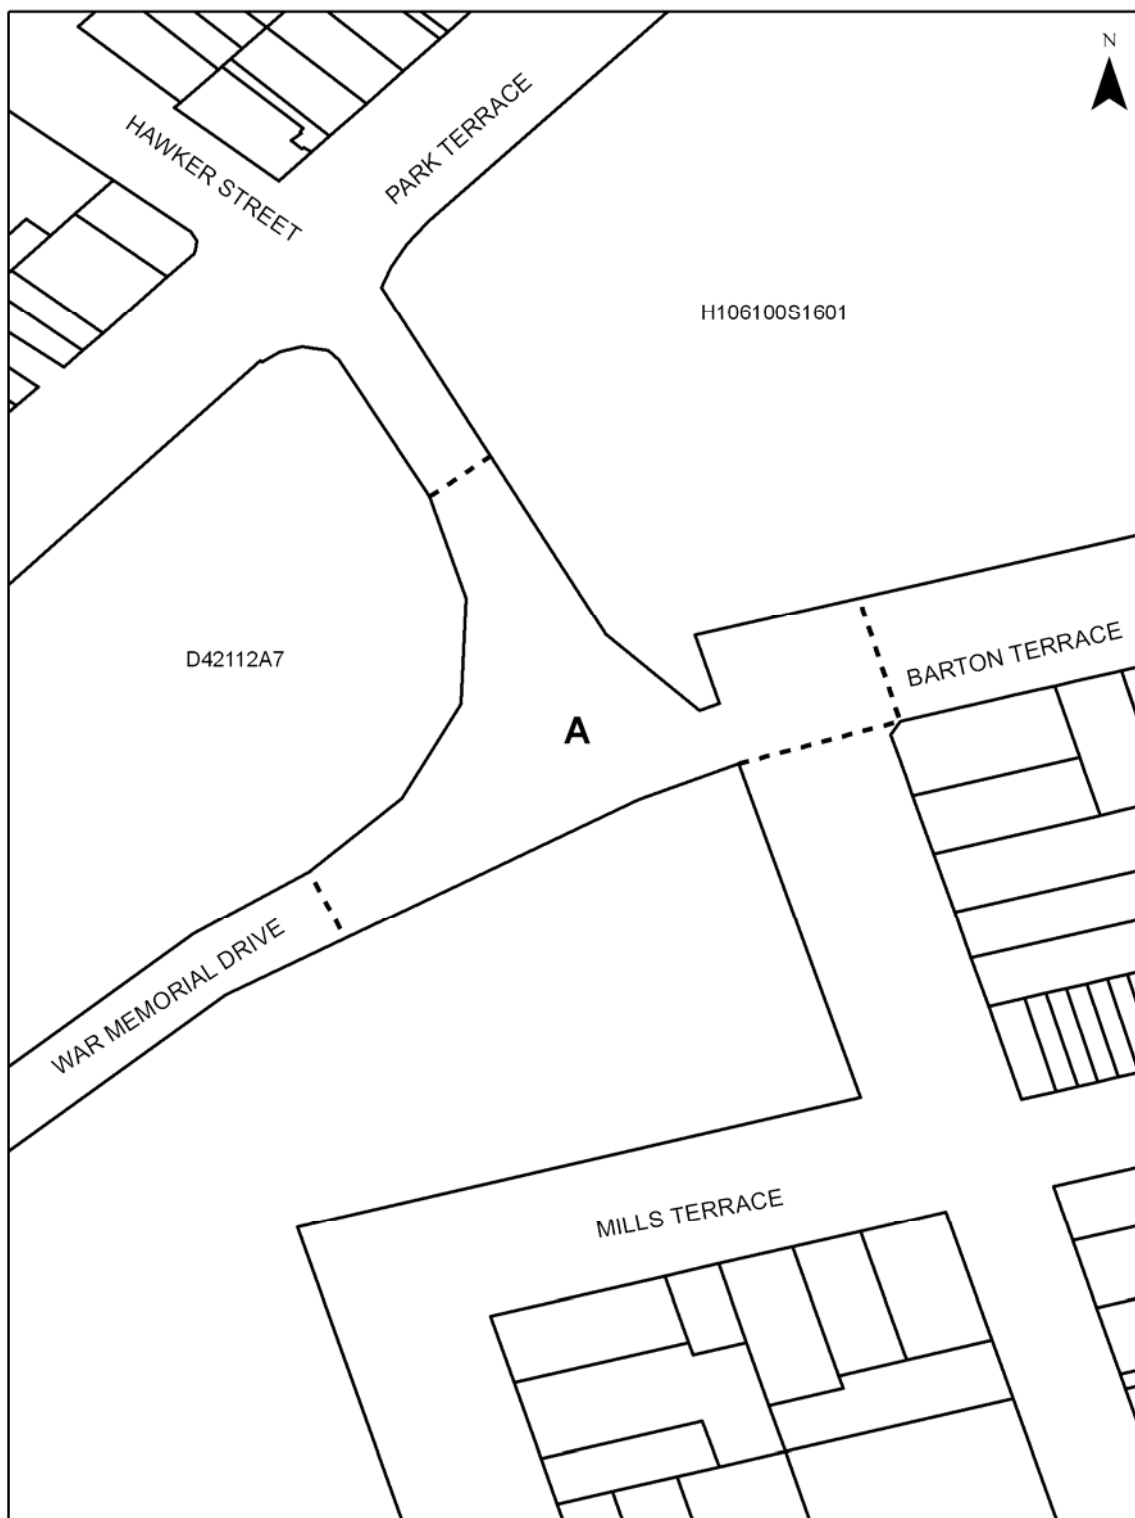 N
PARK TERRACE
HAWKER STREET
H106100S1601
BARTON TERRACE
D42112A7
A
WAR MEMORIAL DRIVE
MILLS TERRACE